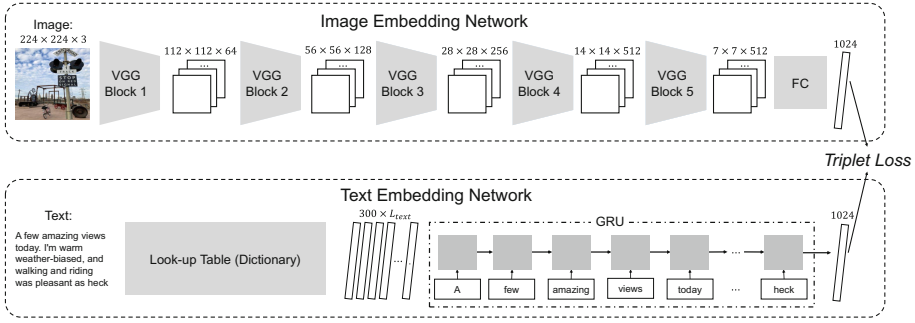 Image Embedding Network
Image:
224 × 224 × 3
112 × 112 × 64
56 × 56 × 128
28 × 28 × 256
14 × 14 × 512
7 × 7 × 512
1024
VGG
Block 1
...
VGG
Block 2
...
VGG
Block 3
...
VGG
Block 4
...
VGG
Block 5
...
FC
Triplet Loss
Text Embedding Network
Text:
300 × L_text
GRU
1024
A few amazing views
today. I'm warm
weather-biased, and
walking and riding
was pleasant as heck
Look-up Table (Dictionary)
...
...
A
few
amazing
views
today
...
heck